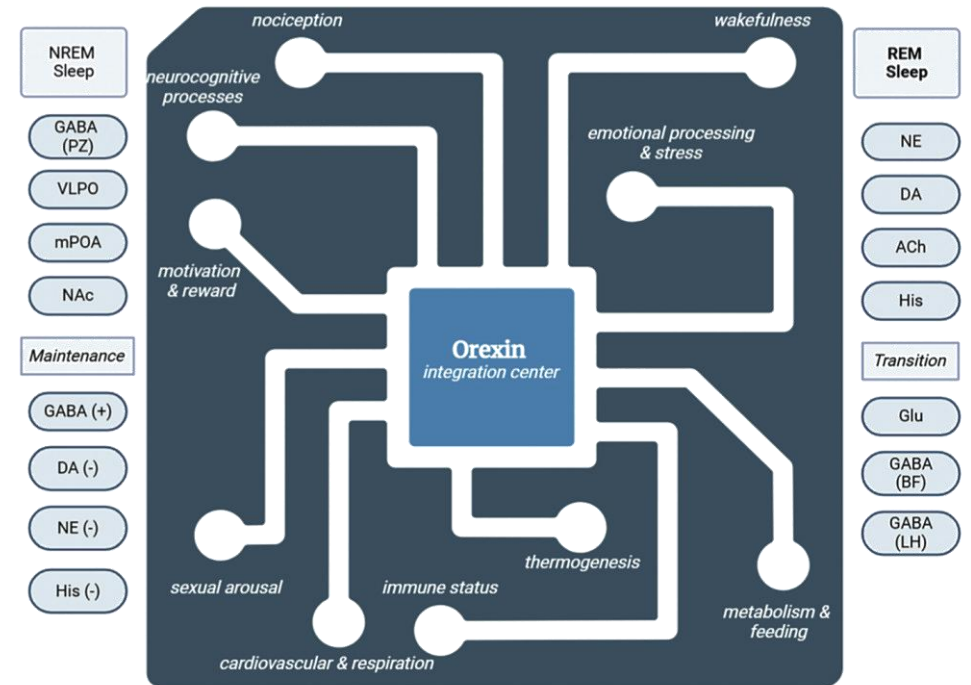 NREM
Sleep
GABA
(PZ)
VLPO
mPOA
NAc
Maintenance
GABA (+)
DA (-)
NE (-)
His (-)
nociception
wakefulness
neurocognitive
processes
emotional processing
& stress
motivation
& reward
Orexin
integration center
thermogenesis
sexual arousal
immune status
metabolism &
feeding
cardiovascular & respiration
REM
Sleep
NE
DA
ACh
His
Transition
Glu
GABA
(BF)
GABA
(LH)